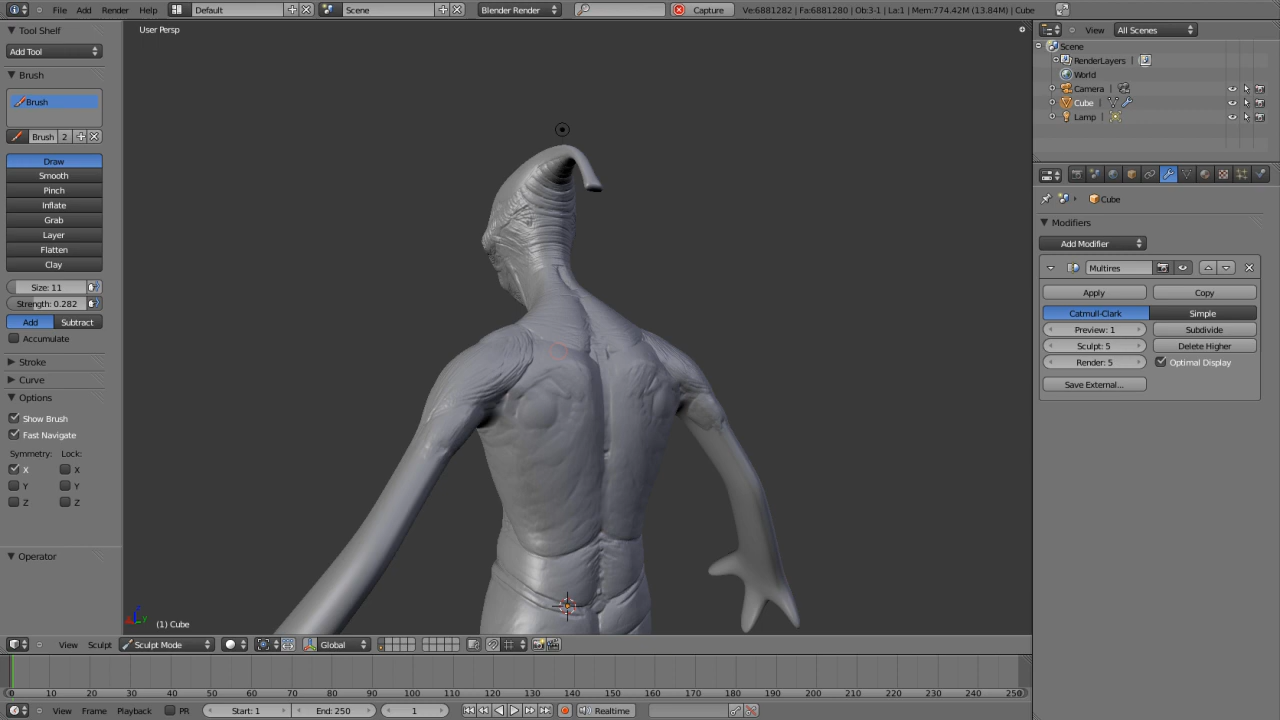 File Add Render Help Default Scene Blender Render Capture Ve:6881282 | Fa:6881280 | Ob:3-1 | La:1 | Mem:774.42M (13.84M) | Cube
Tool Shelf
Add Tool
Brush
Brush
Brush 2
Draw
Smooth
Pinch
Inflate
Grab
Layer
Flatten
Clay
Size: 11
Strength: 0.282
Add Subtract
Accumulate
Stroke
Curve
Options
Show Brush
Fast Navigate
Symmetry: Lock:
X X
Y Y
Z Z
Operator
User Persp
(1) Cube
View Sculpt Sculpt Mode Global
0 10 20 30 40 50 60 70 80 90 100 110 120 130 140 150 160 170 180 190 200 210 220 230 240 250
View Frame Playback PR Start: 1 End: 250 1 Realtime
View All Scenes
Scene
RenderLayers |
World
Camera |
Cube |
Lamp |
Cube
Modifiers
Add Modifier
Multires
Apply Copy
Catmull-Clark Simple
Preview: 1 Subdivide
Sculpt: 5 Delete Higher
Render: 5 Optimal Display
Save External...